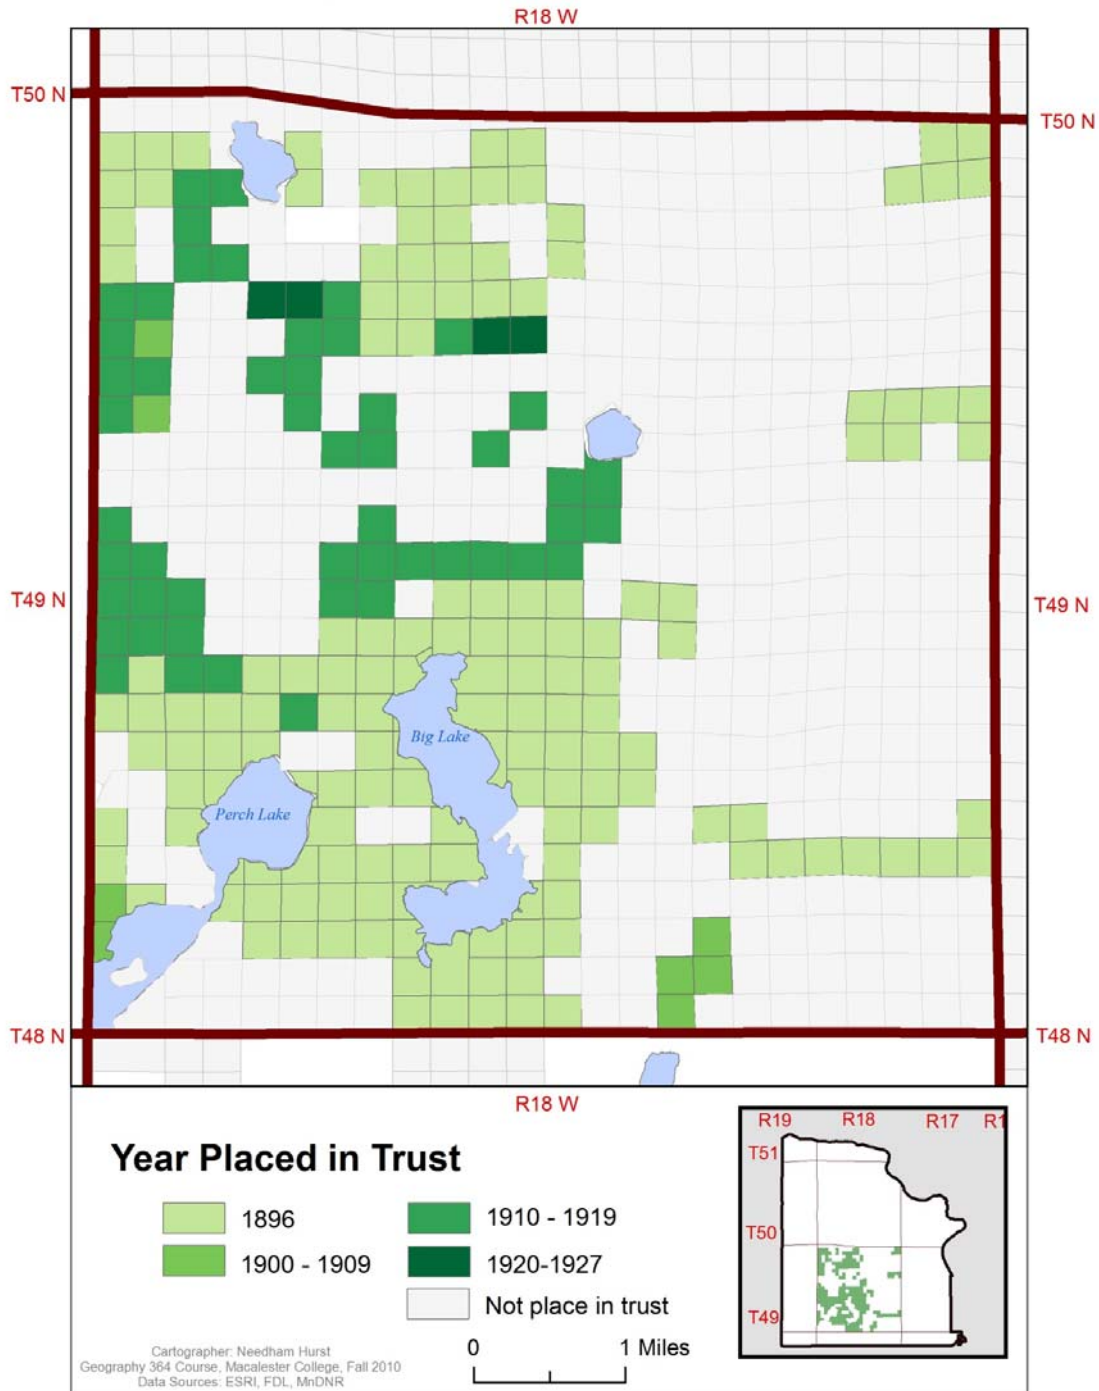 R18 W
T50 N
T50 N
T49 N
T49 N
Big Lake
Perch Lake
T48 N
T48 N
R18 W
Year Placed in Trust
1896
1900 - 1909
1910 - 1919
1920-1927
Not place in trust
0 1 Miles
Cartographer: Needham Hurst
Geography 364 Course, Macalester College, Fall 2010
Data Sources: ESRI, FDL, MnDNR
R19 R18 R17 R1
T51
T50
T49